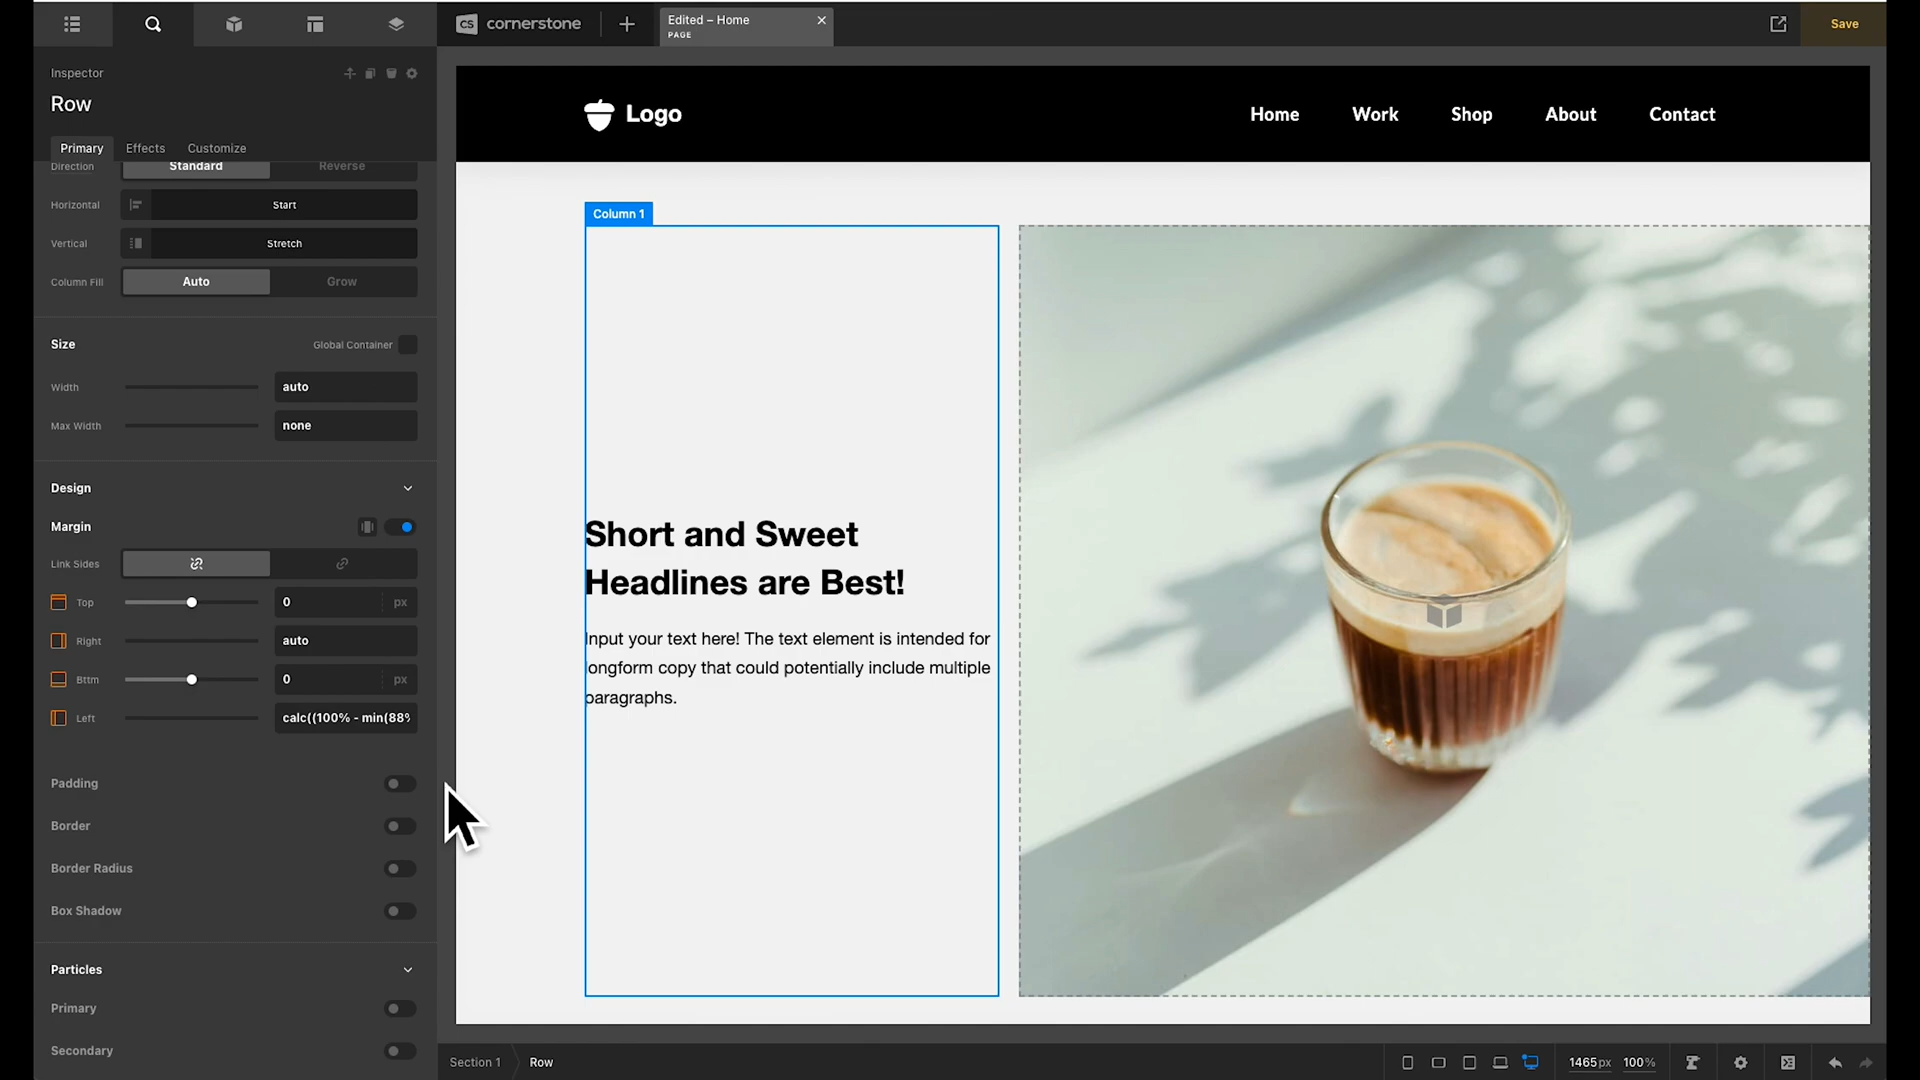 cornerstone
Edited – Home
PAGE
Save
Inspector
Row
Primary
Effects
Customize
Direction
Standard
Reverse
Horizontal
Start
Vertical
Stretch
Column Fill
Auto
Grow
Size
Global Container
Width
auto
Max Width
none
Design
Margin
Link Sides
Top
0
px
Right
auto
Bttm
0
px
Left
calc((100% - min(88%
Padding
Border
Border Radius
Box Shadow
Particles
Primary
Secondary
Logo
Home
Work
Shop
About
Contact
Column 1
Short and Sweet
Headlines are Best!
Input your text here! The text element is intended for
longform copy that could potentially include multiple
paragraphs.
Section 1
Row
1465 px
100%